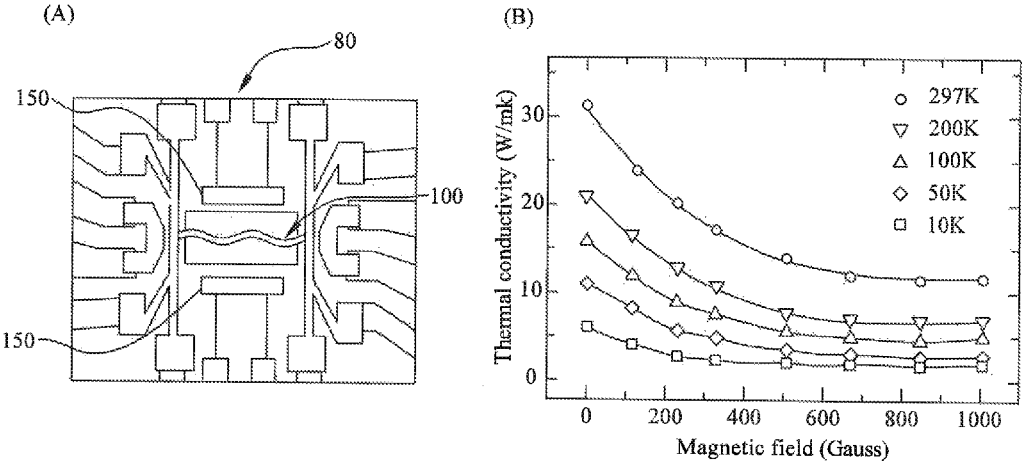 (A)
80
150
100
150
(B)
Thermal conductivity (W/mk)
30
20
10
0
297K
200K
100K
50K
10K
0 200 400 600 800 1000
Magnetic field (Gauss)